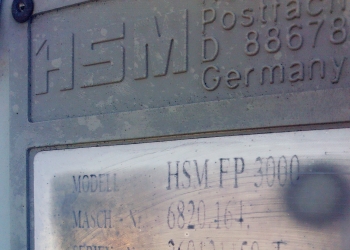 HSM
Postfach
D 88678
Germany
MODELL HSM FP 3000
MASCH - Nr 6820.164.